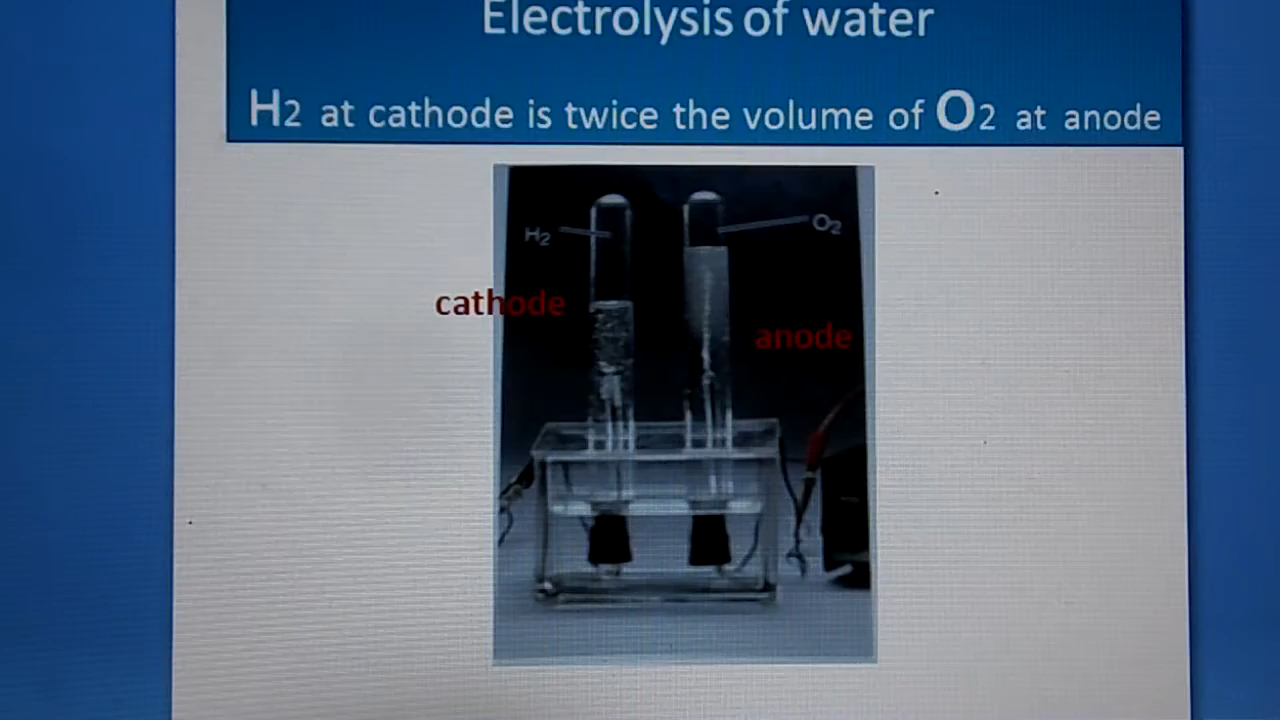 Electrolysis of water
H2 at cathode is twice the volume of O2 at anode
H2
O2
cathode
anode